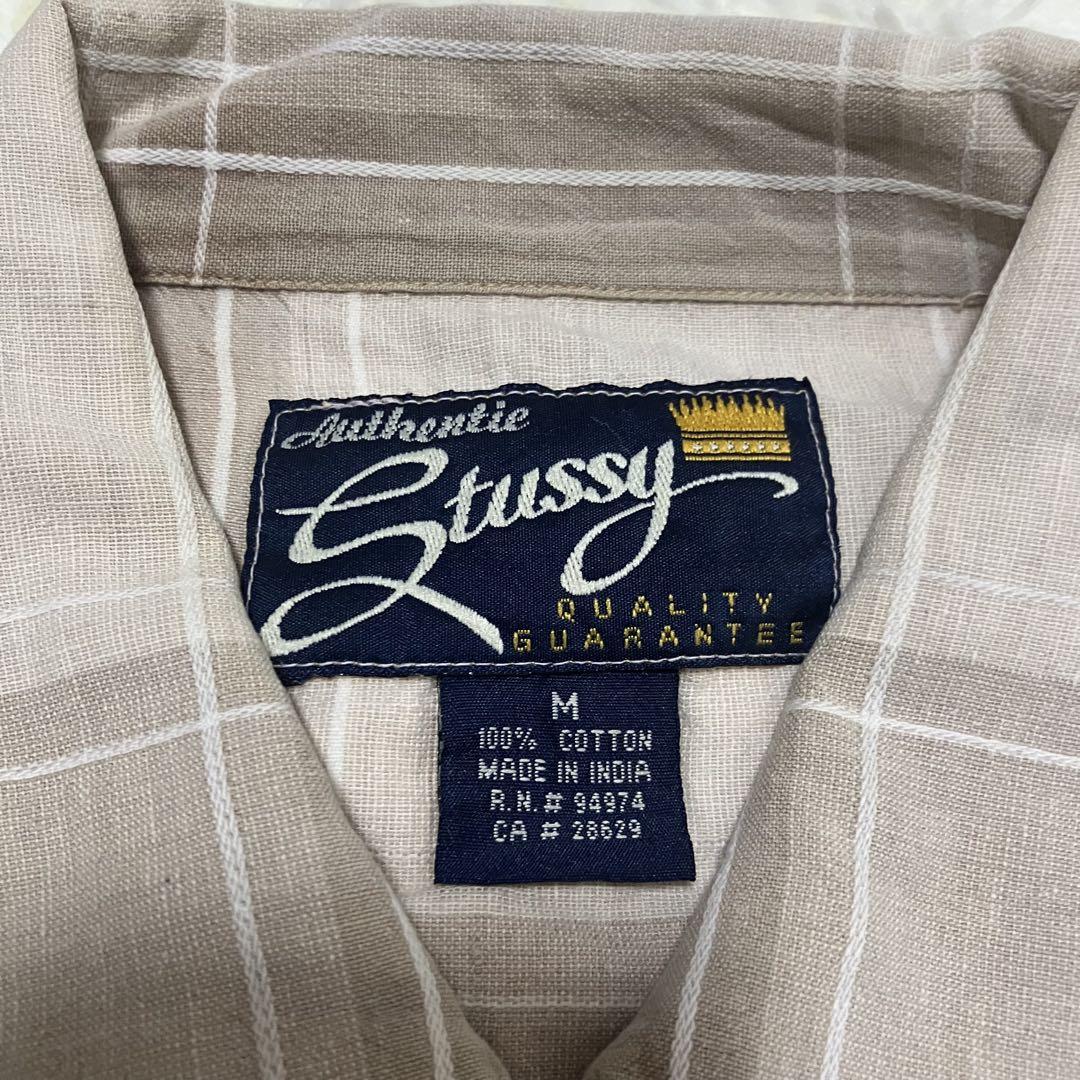 Authentic
Stussy
QUALITY
GUARANTEE
M
100% COTTON
MADE IN INDIA
R.N.# 94974
CA # 28629